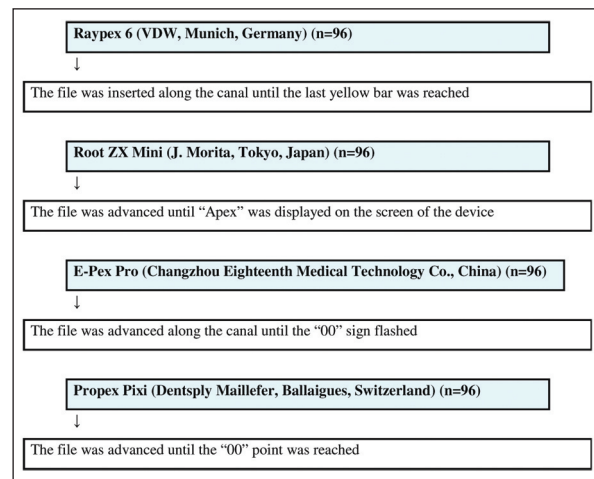 Raypex 6 (VDW, Munich, Germany) (n=96)
↓
The file was inserted along the canal until the last yellow bar was reached
Root ZX Mini (J. Morita, Tokyo, Japan) (n=96)
↓
The file was advanced until “Apex” was displayed on the screen of the device
E-Pex Pro (Changzhou Eighteenth Medical Technology Co., China) (n=96)
↓
The file was advanced along the canal until the “00” sign flashed
Propex Pixi (Dentsply Maillefer, Ballaigues, Switzerland) (n=96)
↓
The file was advanced until the “00” point was reached